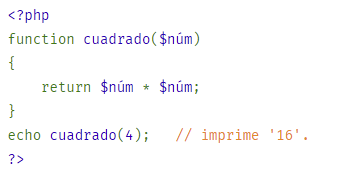 <?php
function cuadrado($núm)
{
    return $núm * $núm;
}
echo cuadrado(4);   // imprime '16'.
?>